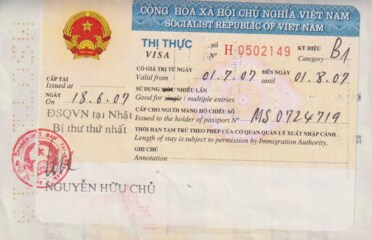 CỘNG HÒA XÃ HỘI CHỦ NGHĨA VIỆT NAM
SOCIALIST REPUBLIC OF VIET NAM
THỊ THỰC SỐ KÝ HIỆU
VISA Nº H 0502149 Category B1
CÓ GIÁ TRỊ TỪ NGÀY ĐẾN NGÀY
Valid from 01.7.07 until 01.8.07
CẤP TẠI SỬ DỤNG NHIỀU LẦN
Issued at Good for single / multiple entries
NGÀY CẤP CHO NGƯỜI MANG HỘ CHIẾU SỐ
On 18.6.07 Issued to the holder of passport Nº MS0724719
ĐSQVN tại Nhật THỜI HẠN TẠM TRÚ THEO PHÉP CỦA CƠ QUAN QUẢN LÝ XUẤT NHẬP CẢNH
Bí thư thứ nhất Length of stay is subject to permission by Immigration Authority.
GHI CHÚ
Annotation
NGUYỄN HỮU CHỦ